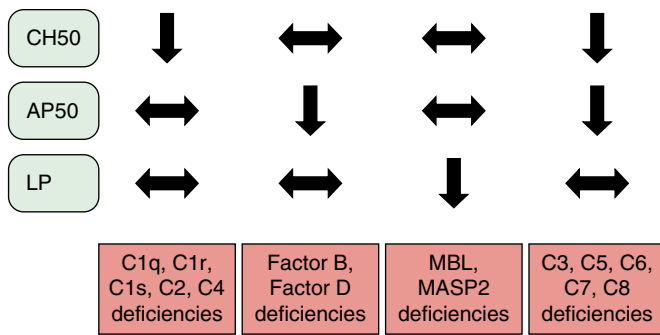 CH50
AP50
LP
C1q, C1r,
C1s, C2, C4
deficiencies
Factor B,
Factor D
deficiencies
MBL,
MASP2
deficiencies
C3, C5, C6,
C7, C8
deficiencies